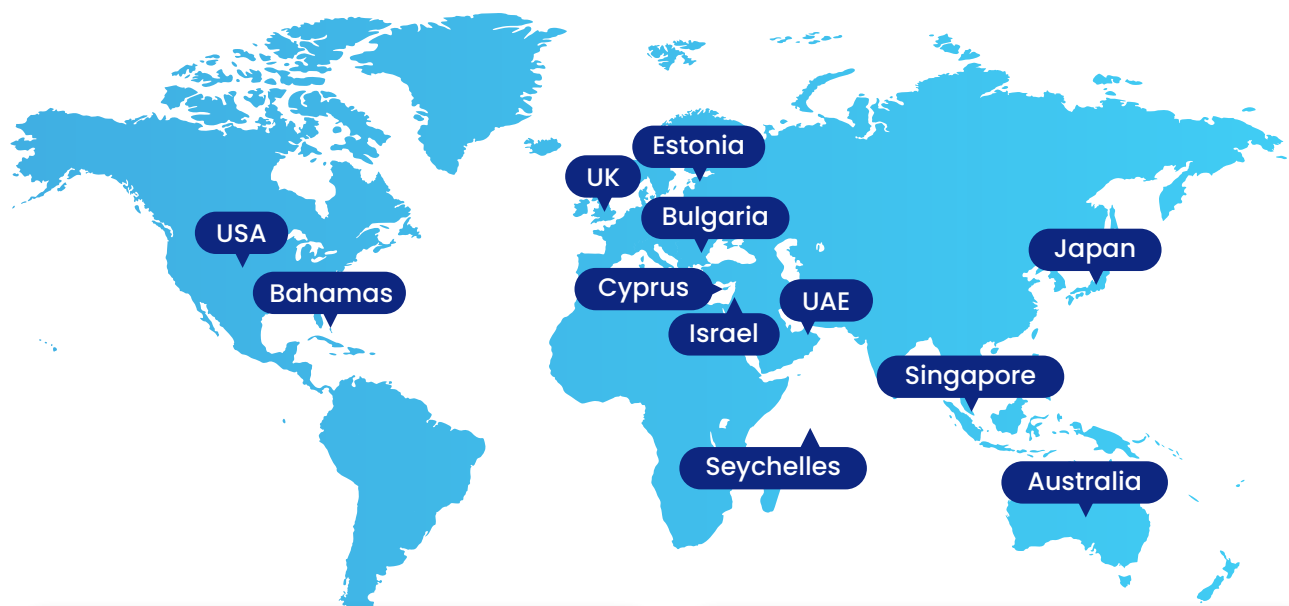 Estonia
UK
Bulgaria
USA
Japan
Bahamas
Cyprus
UAE
Israel
Singapore
Seychelles
Australia